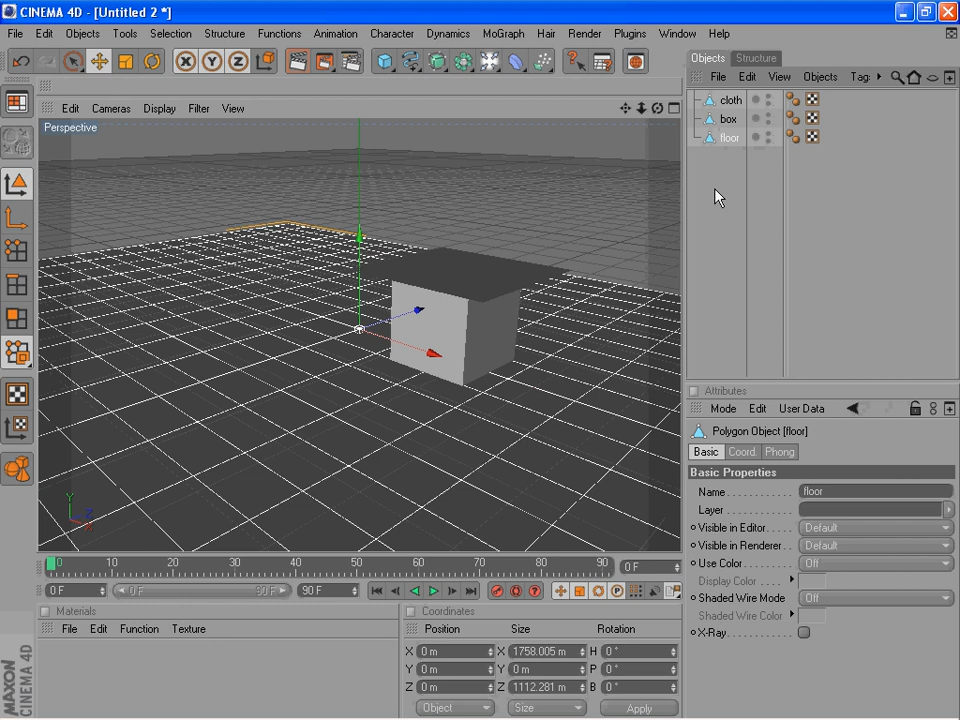 CINEMA 4D - [Untitled 2 *]
File Edit Objects Tools Selection Structure Functions Animation Character Dynamics MoGraph Hair Render Plugins Window Help
X Y Z
Objects Structure
File Edit View Objects Tag:
Edit Cameras Display Filter View
Perspective
cloth
box
floor
Y
Z
X
Attributes
Mode Edit User Data
Polygon Object [floor]
Basic Coord. Phong
Basic Properties
Name floor
Layer
Visible in Editor Default
Visible in Renderer Default
Use Color Off
Display Color
Shaded Wire Mode Off
Shaded Wire Color
X-Ray
0 10 20 30 40 50 60 70 80 90 0 F
0 F 0 F 90 F 90 F
Materials
File Edit Function Texture
Coordinates
Position Size Rotation
X 0 m X 1758.005 m H 0 °
Y 0 m Y 0 m P 0 °
Z 0 m Z 1112.281 m B 0 °
Object Size Apply
MAXON
CINEMA 4D